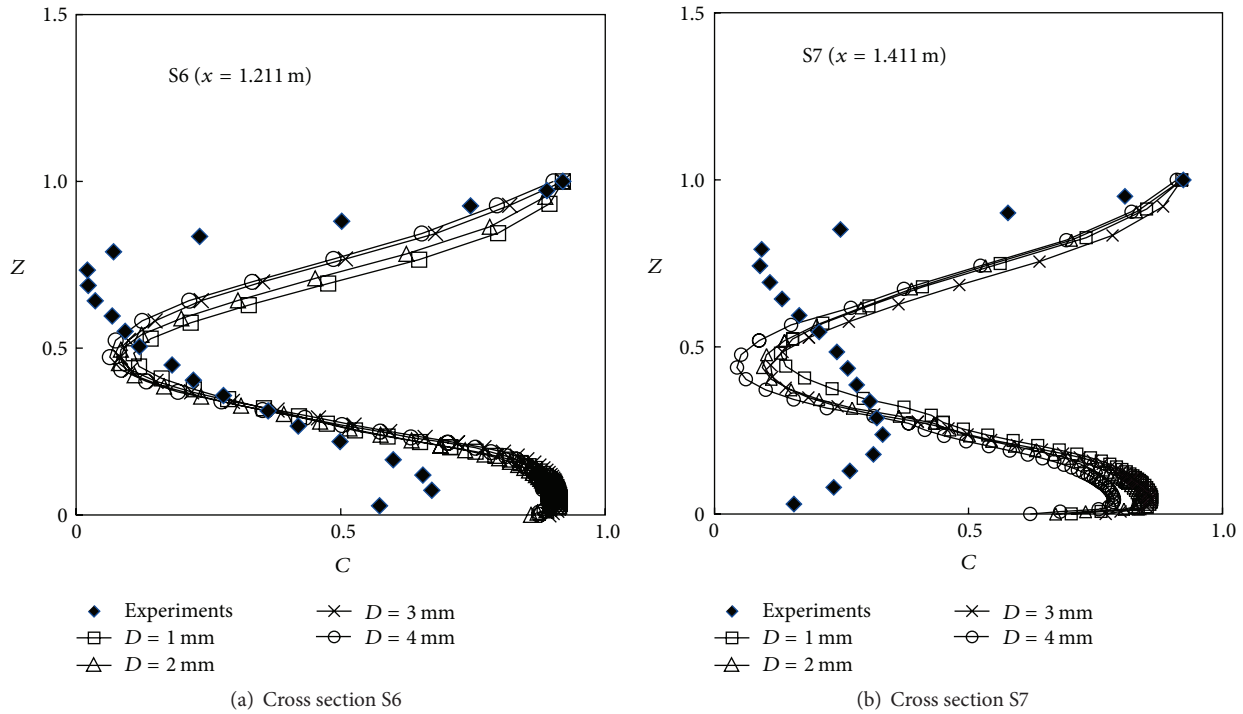 1.5
S6 (x = 1.211 m)
1.0
Z
0.5
0
0
0.5
1.0
C
Experiments
D = 1 mm
D = 2 mm
D = 3 mm
D = 4 mm
(a) Cross section S6
1.5
S7 (x = 1.411 m)
1.0
Z
0.5
0
0
0.5
1.0
C
Experiments
D = 1 mm
D = 2 mm
D = 3 mm
D = 4 mm
(b) Cross section S7